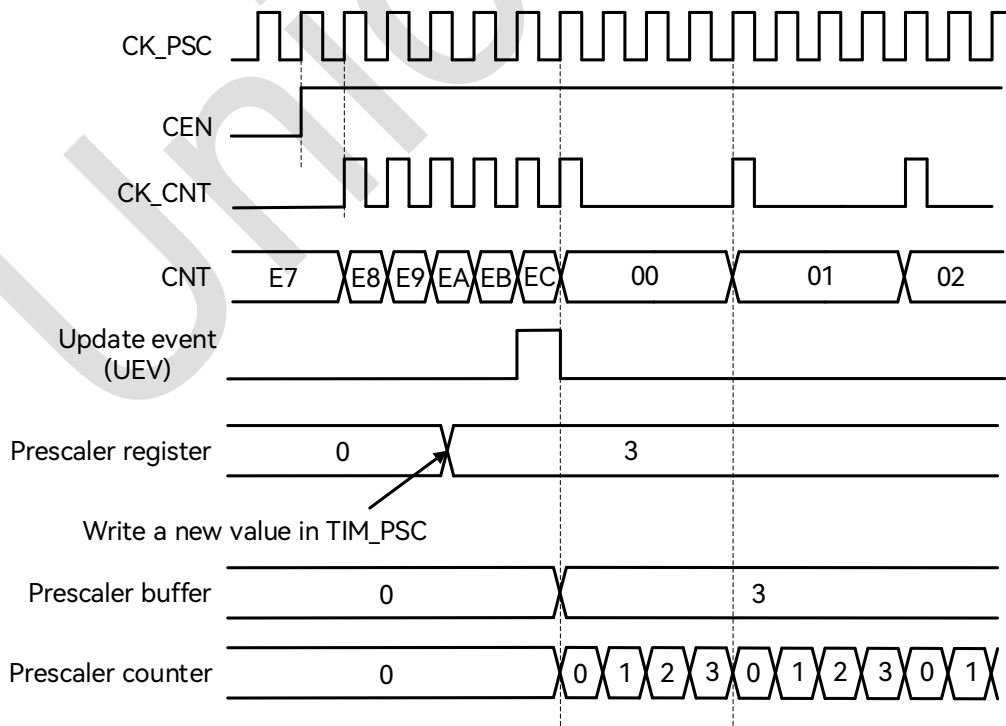 CK_PSC
CEN
CK_CNT
CNT E7 E8 E9 EA EB EC 00 01 02
Update event
(UEV)
Prescaler register 0 3
Write a new value in TIM_PSC
Prescaler buffer 0 3
Prescaler counter 0 0 1 2 3 0 1 2 3 0 1